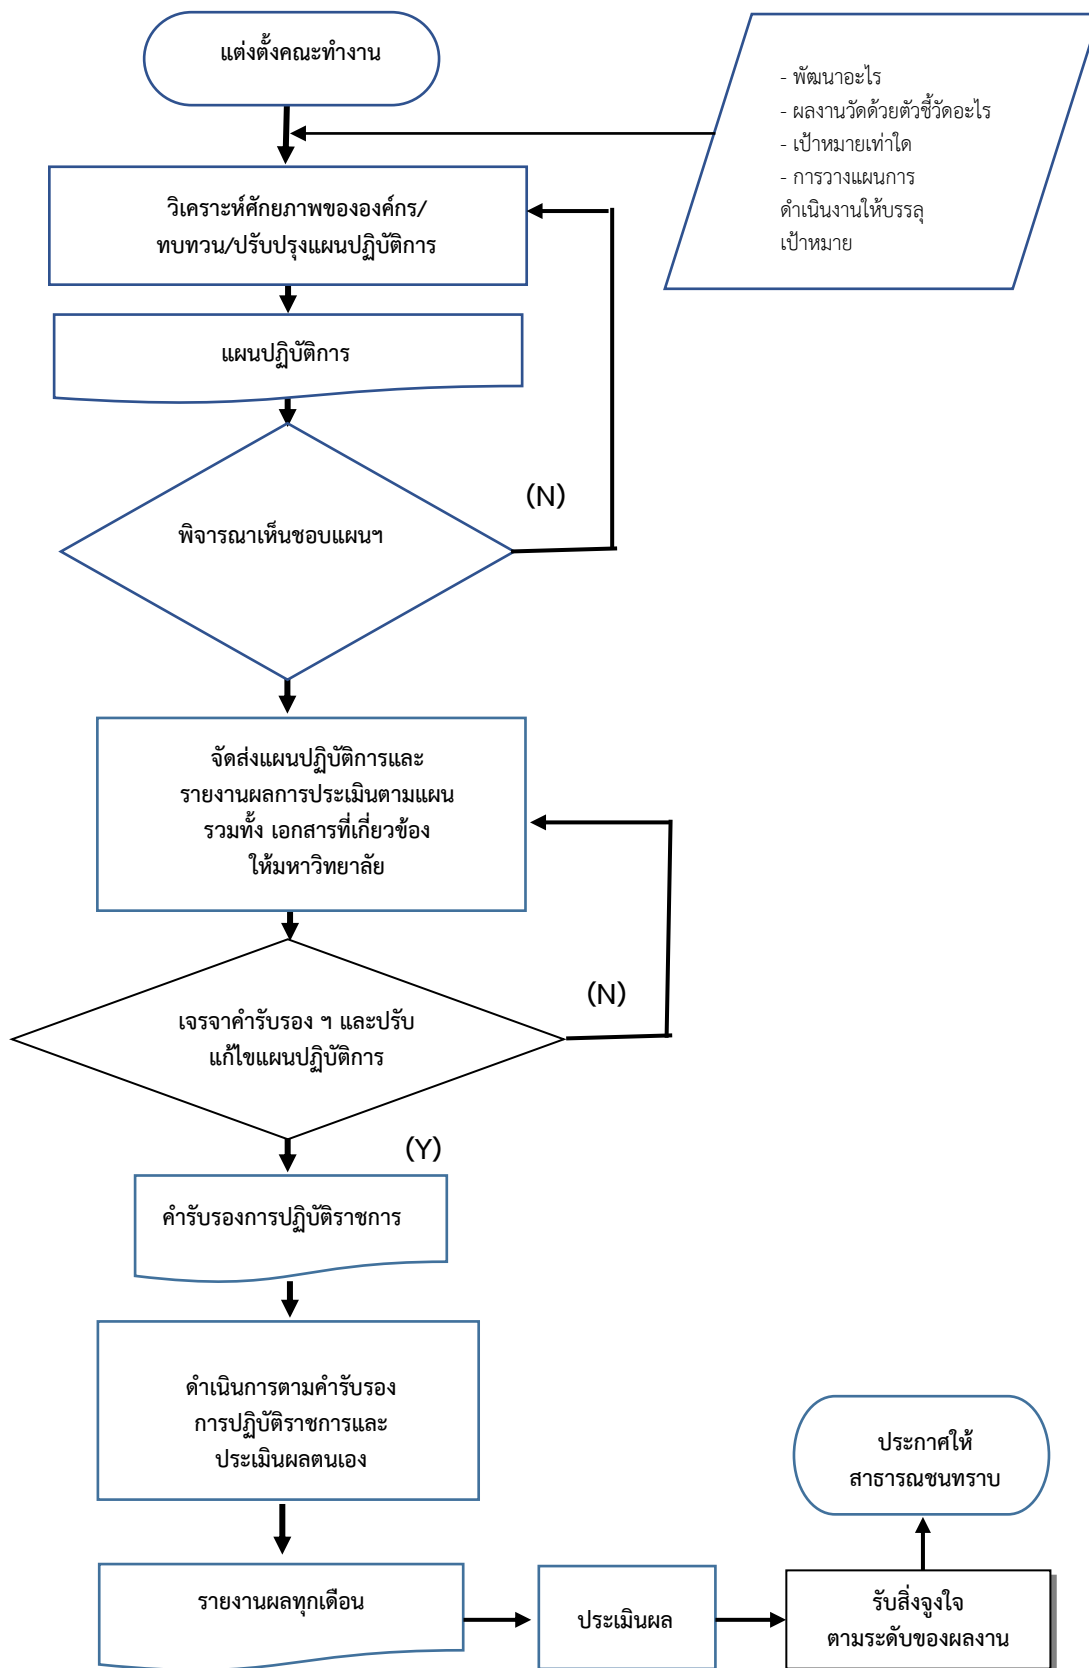 แต่งตั้งคณะทำงาน
- พัฒนาอะไร
- ผลงานวัดด้วยตัวชี้วัดอะไร
- เป้าหมายเท่าใด
- การวางแผนการ
ดำเนินงานให้บรรลุ
เป้าหมาย
วิเคราะห์ศักยภาพขององค์กร/
ทบทวน/ปรับปรุงแผนปฏิบัติการ
แผนปฏิบัติการ
(N)
พิจารณาเห็นชอบแผนฯ
จัดส่งแผนปฏิบัติการและ
รายงานผลการประเมินตามแผน
รวมทั้ง เอกสารที่เกี่ยวข้อง
ให้มหาวิทยาลัย
(N)
เจรจาคำรับรอง ฯ และปรับ
แก้ไขแผนปฏิบัติการ
(Y)
คำรับรองการปฏิบัติราชการ
ดำเนินการตามคำรับรอง
การปฏิบัติราชการและ
ประเมินผลตนเอง
รายงานผลทุกเดือน
ประเมินผล
รับสิ่งจูงใจ
ตามระดับของผลงาน
ประกาศให้
สาธารณชนทราบ